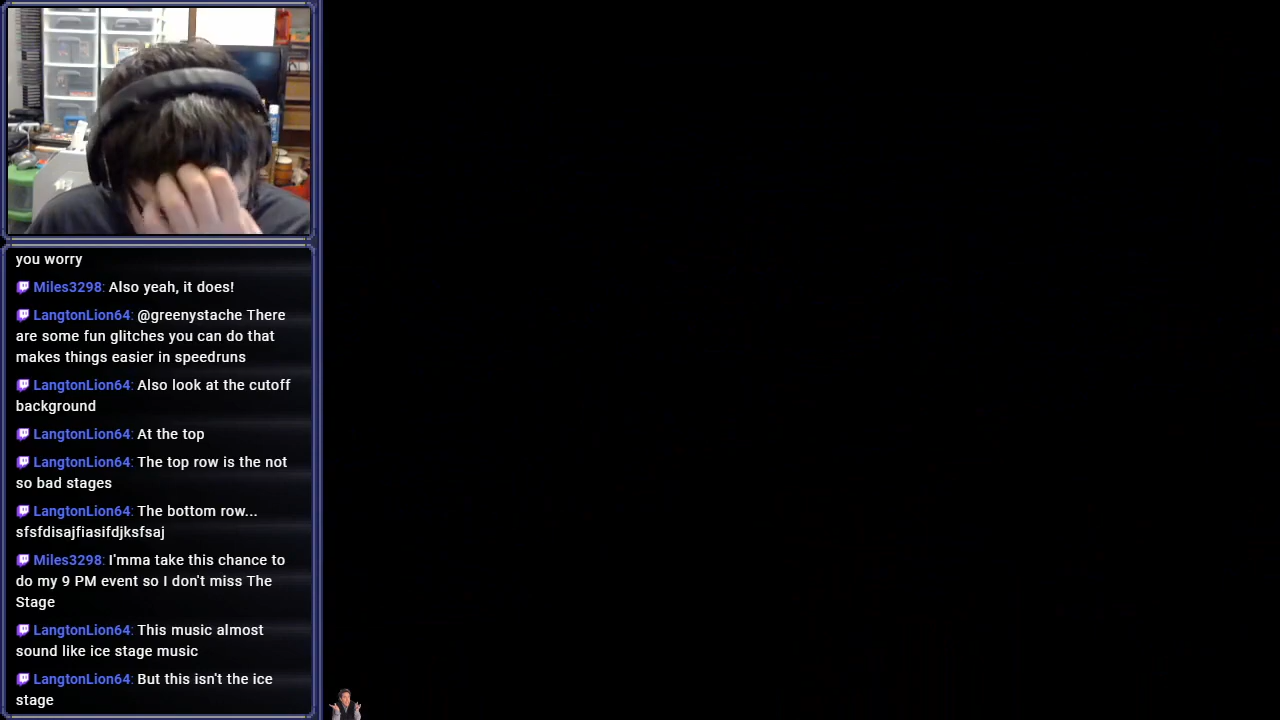 you worry
Miles3298: Also yeah, it does!
LangtonLion64: @greenystache There
are some fun glitches you can do that
makes things easier in speedruns
LangtonLion64: Also look at the cutoff
background
LangtonLion64: At the top
LangtonLion64: The top row is the not
so bad stages
LangtonLion64: The bottom row...
sfsfdisajfiasifdjksfsaj
Miles3298: I'mma take this chance to
do my 9 PM event so I don't miss The
Stage
LangtonLion64: This music almost
sound like ice stage music
LangtonLion64: But this isn't the ice
stage